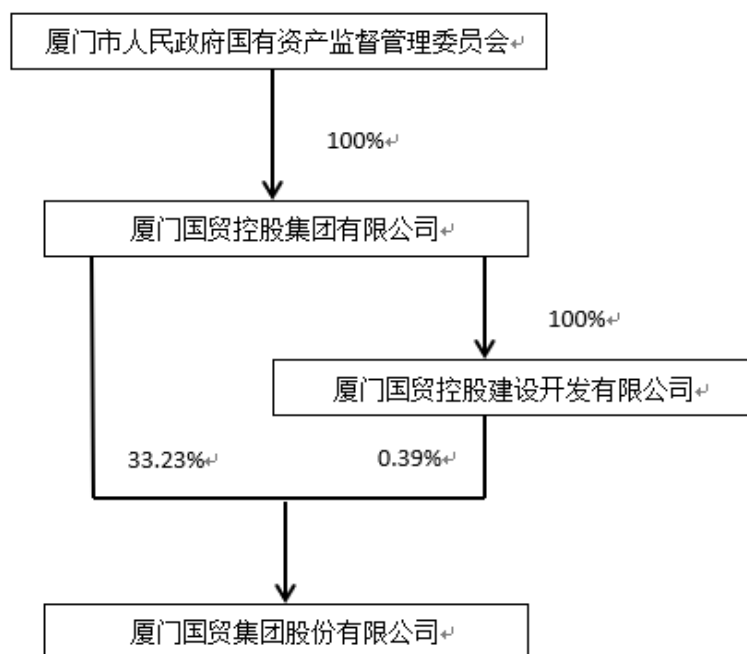 厦门市人民政府国有资产监督管理委员会↵
100%↵
厦门国贸控股集团有限公司↵
100%↵
厦门国贸控股建设开发有限公司↵
33.23%↵
0.39%↵
厦门国贸集团股份有限公司↵